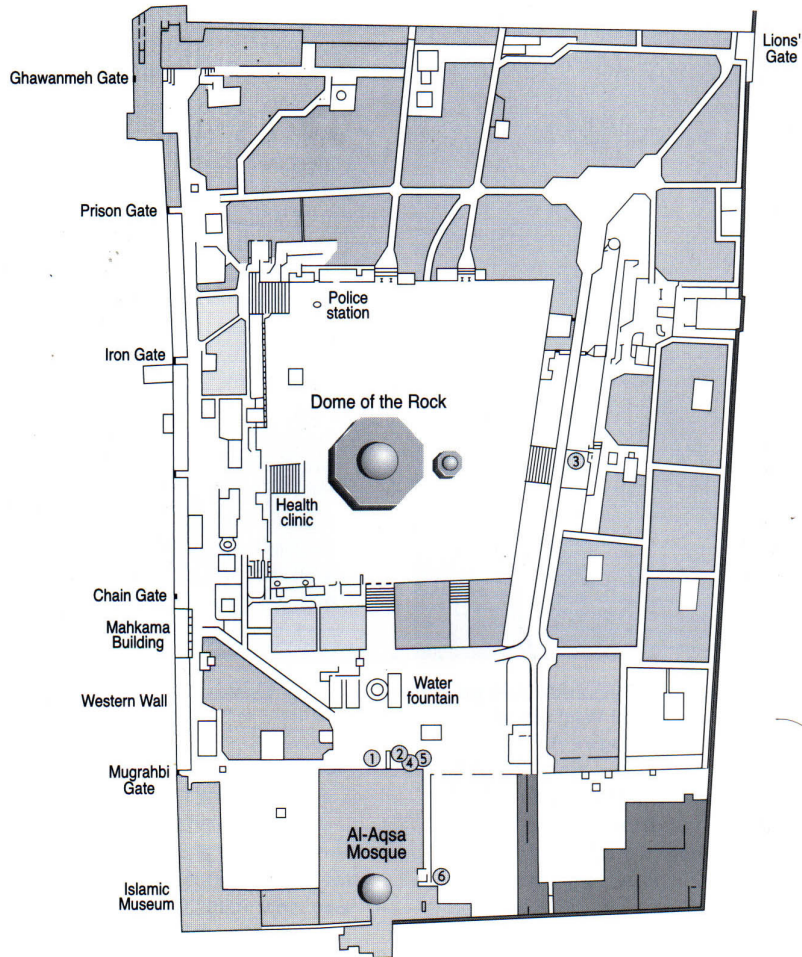 Lions'
Gate
Ghawanmeh Gate
Prison Gate
Police
station
Iron Gate
Dome of the Rock
3
Health
clinic
Chain Gate
Mahkama
Building
Western Wall
Water
fountain
1
2
4
5
Mugrahbi
Gate
Al-Aqsa
Mosque
6
Islamic
Museum